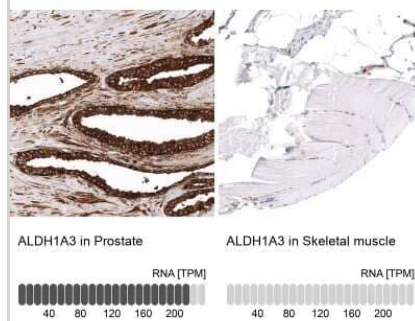 ALDH1A3 in Prostate
RNA [TPM]
40 80 120 160 200
ALDH1A3 in Skeletal muscle
RNA [TPM]
40 80 120 160 200